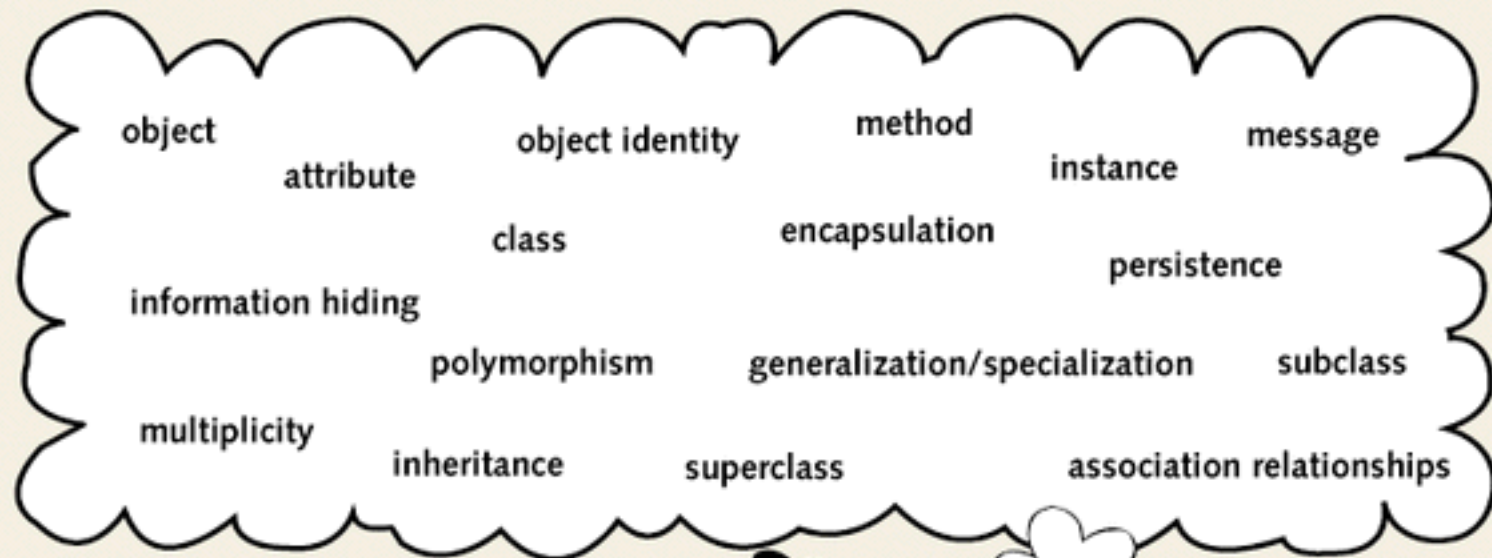 object
object identity
method
message
attribute
instance
class
encapsulation
persistence
information hiding
polymorphism
generalization/specialization
subclass
multiplicity
inheritance
superclass
association relationships